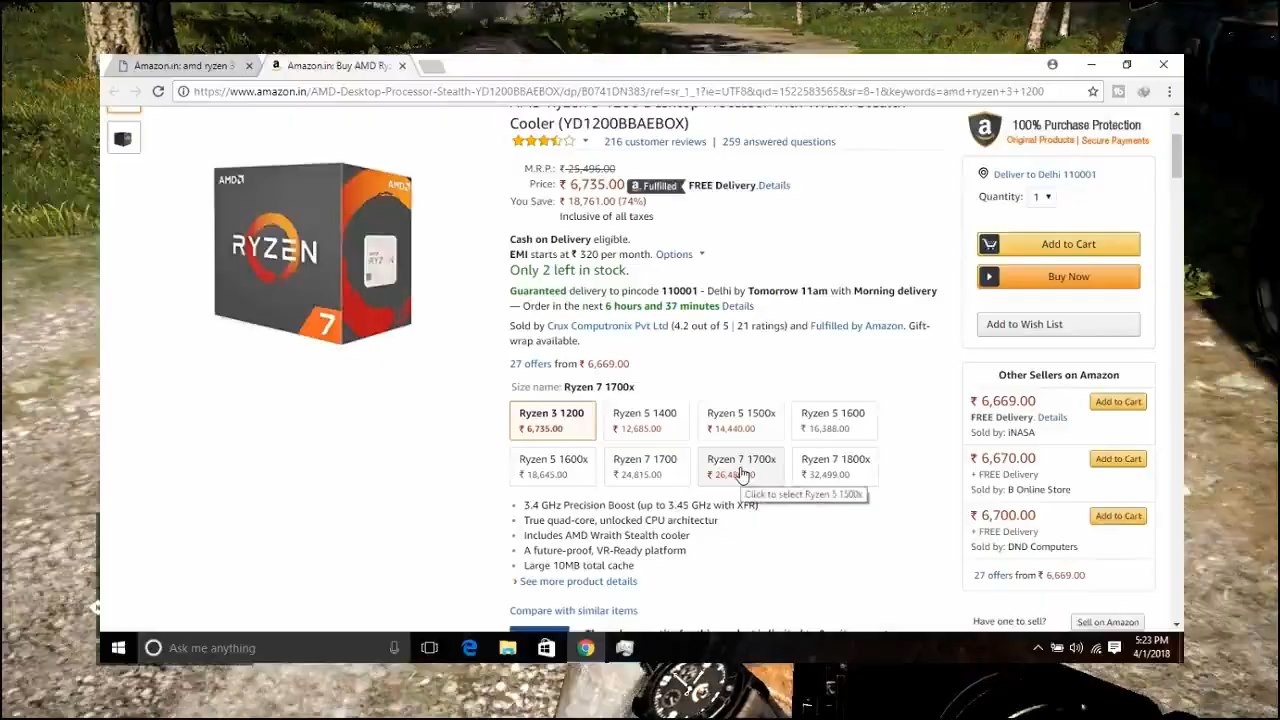 Amazon.in: amd ryzen 3
Amazon.in: Buy AMD Ry
https://www.amazon.in/AMD-Desktop-Processor-Stealth-YD1200BBAEBOX/dp/B0741DN383/ref=sr_1_1?ie=UTF8&qid=1522583565&sr=8-1&keywords=amd+ryzen+3+1200
Cooler (YD1200BBAEBOX)
216 customer reviews | 259 answered questions
M.R.P.: ₹ 25,496.00
Price: ₹ 6,735.00 a Fulfilled FREE Delivery.Details
You Save: ₹ 18,761.00 (74%)
Inclusive of all taxes
Cash on Delivery eligible.
EMI starts at ₹ 320 per month. Options
Only 2 left in stock.
Guaranteed delivery to pincode 110001 - Delhi by Tomorrow 11am with Morning delivery
— Order in the next 6 hours and 37 minutes Details
Sold by Crux Computronix Pvt Ltd (4.2 out of 5 | 21 ratings) and Fulfilled by Amazon. Gift-
wrap available.
27 offers from ₹ 6,669.00
Size name: Ryzen 7 1700x
Ryzen 3 1200
₹ 6,735.00
Ryzen 5 1400
₹ 12,685.00
Ryzen 5 1500x
₹ 14,440.00
Ryzen 5 1600
₹ 16,388.00
Ryzen 5 1600x
₹ 18,645.00
Ryzen 7 1700
₹ 24,815.00
Ryzen 7 1700x
Ryzen 7 1800x
₹ 32,499.00
Click to select Ryzen 5 1500x
• 3.4 GHz Precision Boost (up to 3.45 GHz with XFR)
• True quad-core, unlocked CPU architectur
• Includes AMD Wraith Stealth cooler
• A future-proof, VR-Ready platform
• Large 10MB total cache
› See more product details
Compare with similar items
AMD
AMD
RYZEN
RYZEN
7
100% Purchase Protection
Original Products | Secure Payments
Deliver to Delhi 110001
Quantity: 1
Add to Cart
Buy Now
Add to Wish List
Other Sellers on Amazon
₹ 6,669.00 Add to Cart
FREE Delivery. Details
Sold by: iNASA
₹ 6,670.00 Add to Cart
+ FREE Delivery
Sold by: B Online Store
₹ 6,700.00 Add to Cart
+ FREE Delivery
Sold by: DND Computers
27 offers from ₹ 6,669.00
Have one to sell? Sell on Amazon
Ask me anything
5:23 PM
4/1/2018